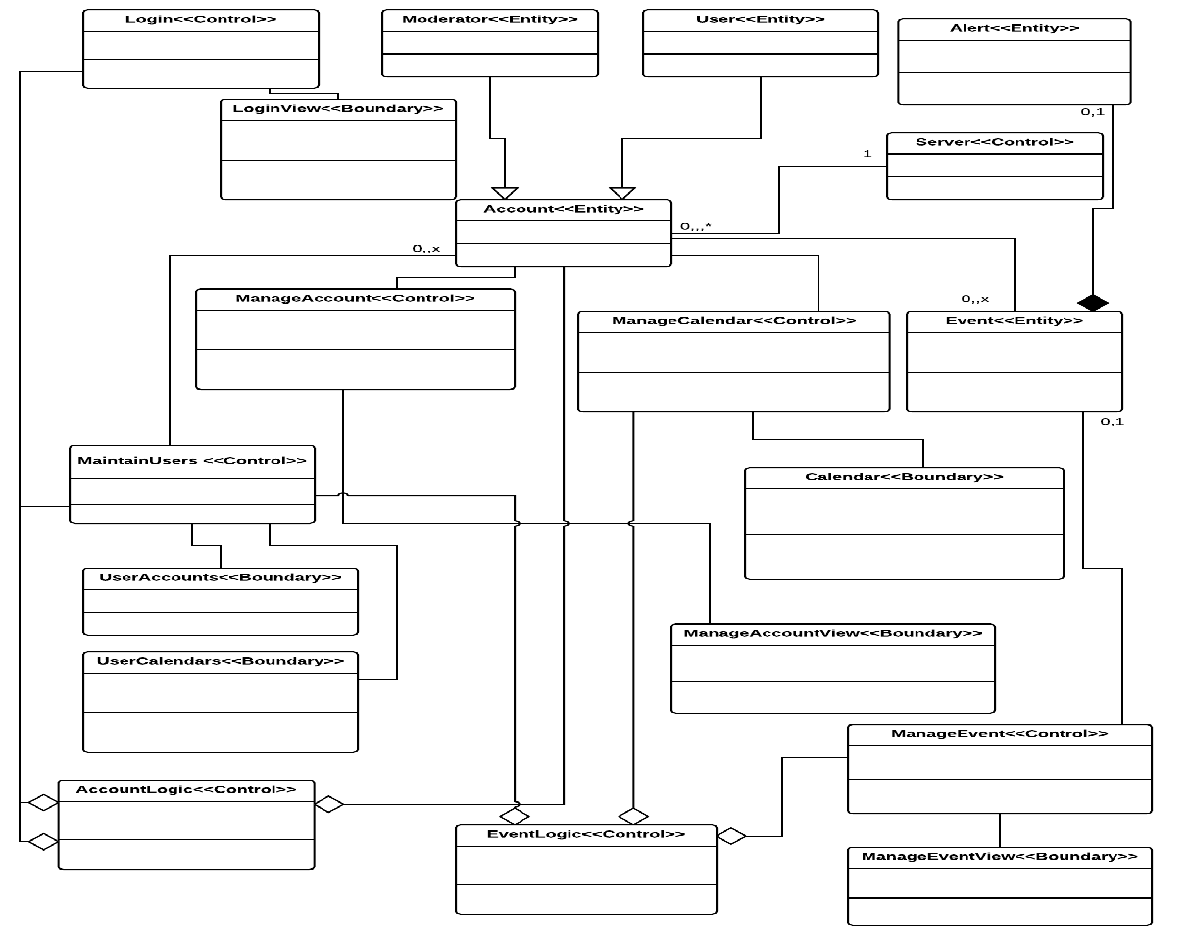 Login<<Control>>
Moderator<<Entity>>
User<<Entity>>
Alert<<Entity>>
LoginView<<Boundary>>
0,1
Server<<Control>>
1
Account<<Entity>>
0,,,*
0,,x
ManageAccount<<Control>>
0,,x
ManageCalendar<<Control>>
Event<<Entity>>
0,1
MaintainUsers <<Control>>
Calendar<<Boundary>>
UserAccounts<<Boundary>>
ManageAccountView<<Boundary>>
UserCalendars<<Boundary>>
ManageEvent<<Control>>
AccountLogic<<Control>>
EventLogic<<Control>>
ManageEventView<<Boundary>>